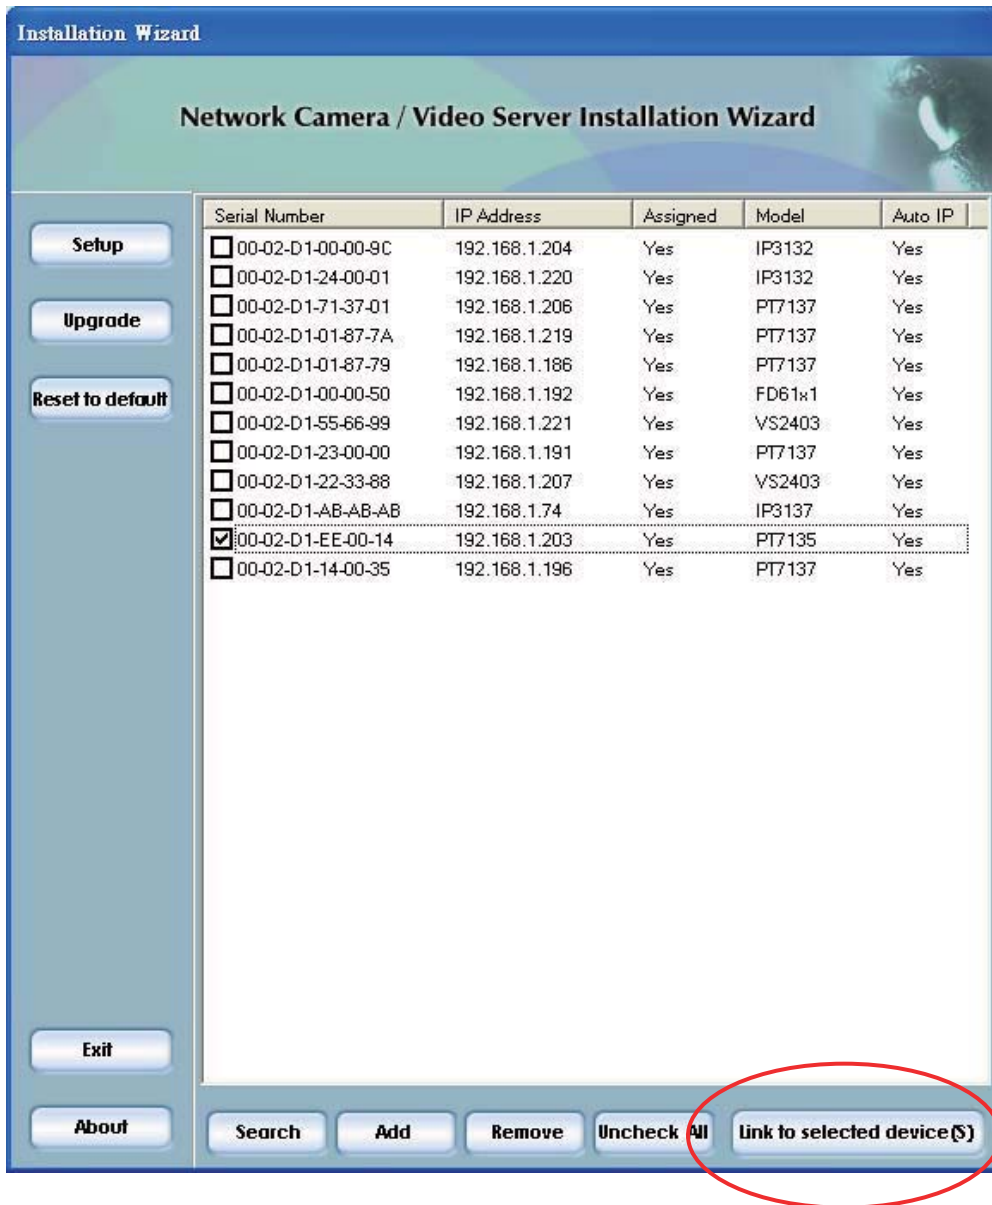 Installation Wizard
Network Camera / Video Server Installation Wizard
Setup
Upgrade
Reset to default
Exit
About
Serial Number IP Address Assigned Model Auto IP
00-02-D1-00-00-9C 192.168.1.204 Yes IP3132 Yes
00-02-D1-24-00-01 192.168.1.220 Yes IP3132 Yes
00-02-D1-71-37-01 192.168.1.206 Yes PT7137 Yes
00-02-D1-01-87-7A 192.168.1.219 Yes PT7137 Yes
00-02-D1-01-87-79 192.168.1.186 Yes PT7137 Yes
00-02-D1-00-00-50 192.168.1.192 Yes FD61x1 Yes
00-02-D1-55-66-99 192.168.1.221 Yes VS2403 Yes
00-02-D1-23-00-00 192.168.1.191 Yes PT7137 Yes
00-02-D1-22-33-88 192.168.1.207 Yes VS2403 Yes
00-02-D1-AB-AB-AB 192.168.1.74 Yes IP3137 Yes
00-02-D1-EE-00-14 192.168.1.203 Yes PT7135 Yes
00-02-D1-14-00-35 192.168.1.196 Yes PT7137 Yes
Search Add Remove Uncheck All Link to selected device(S)